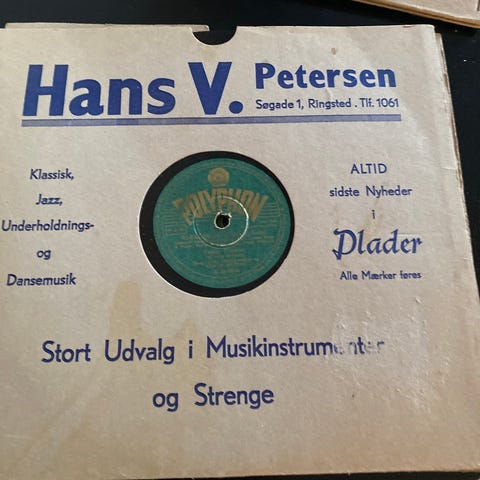 Hans V. Petersen
Søgade 1, Ringsted . Tlf. 1061
Klassisk,
Jazz,
Underholdnings-
og
Dansemusik
POLYPHON
ALTID
sidste Nyheder
i
Plader
Alle Mærker føres
Stort Udvalg i Musikinstrumenter
og Strenge